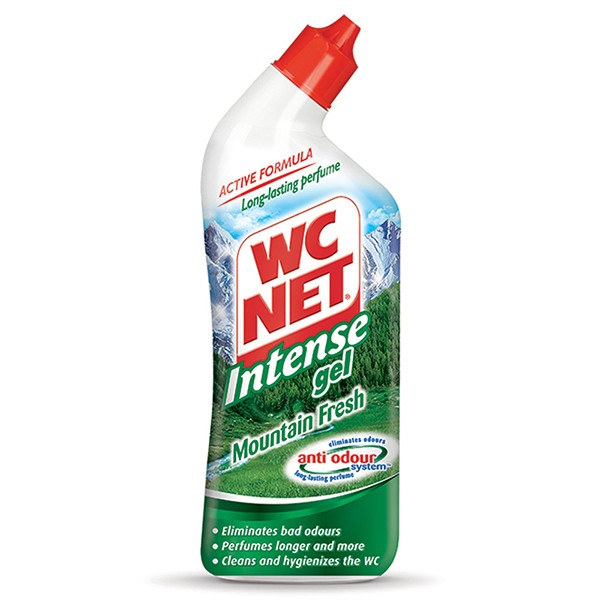 ACTIVE FORMULA
Long-lasting perfume
WC
NET®
Intense
gel
Mountain Fresh
eliminates odours
anti odour
system™
long-lasting perfume
• Eliminates bad odours
• Perfumes longer and more
• Cleans and hygienizes the WC